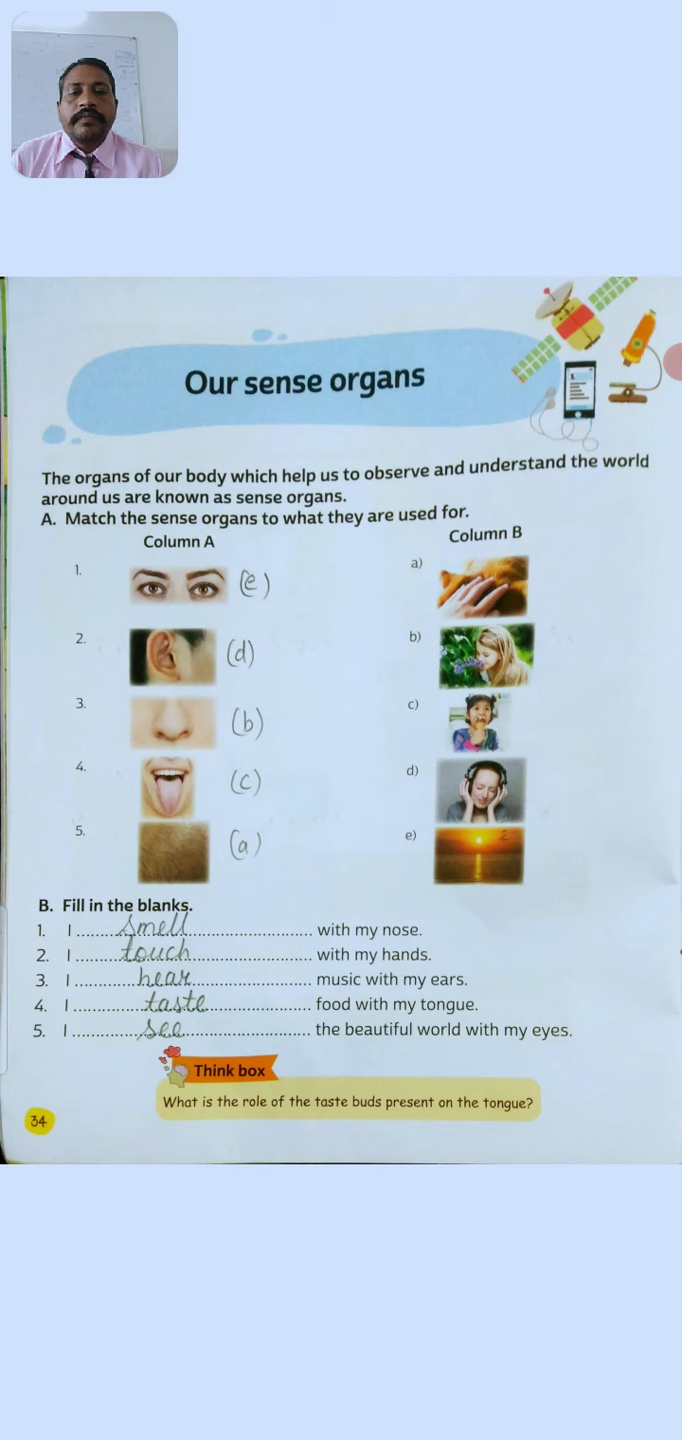 Our sense organs
The organs of our body which help us to observe and understand the world
around us are known as sense organs.
A. Match the sense organs to what they are used for.
Column A Column B
1. (e) a)
2. (d) b)
3. (b) c)
4. (c) d)
5. (a) e)
B. Fill in the blanks.
1. I ........smell........ with my nose.
2. I ........touch........ with my hands.
3. I ........hear........ music with my ears.
4. I ........taste........ food with my tongue.
5. I ........see........ the beautiful world with my eyes.
Think box
What is the role of the taste buds present on the tongue?
34